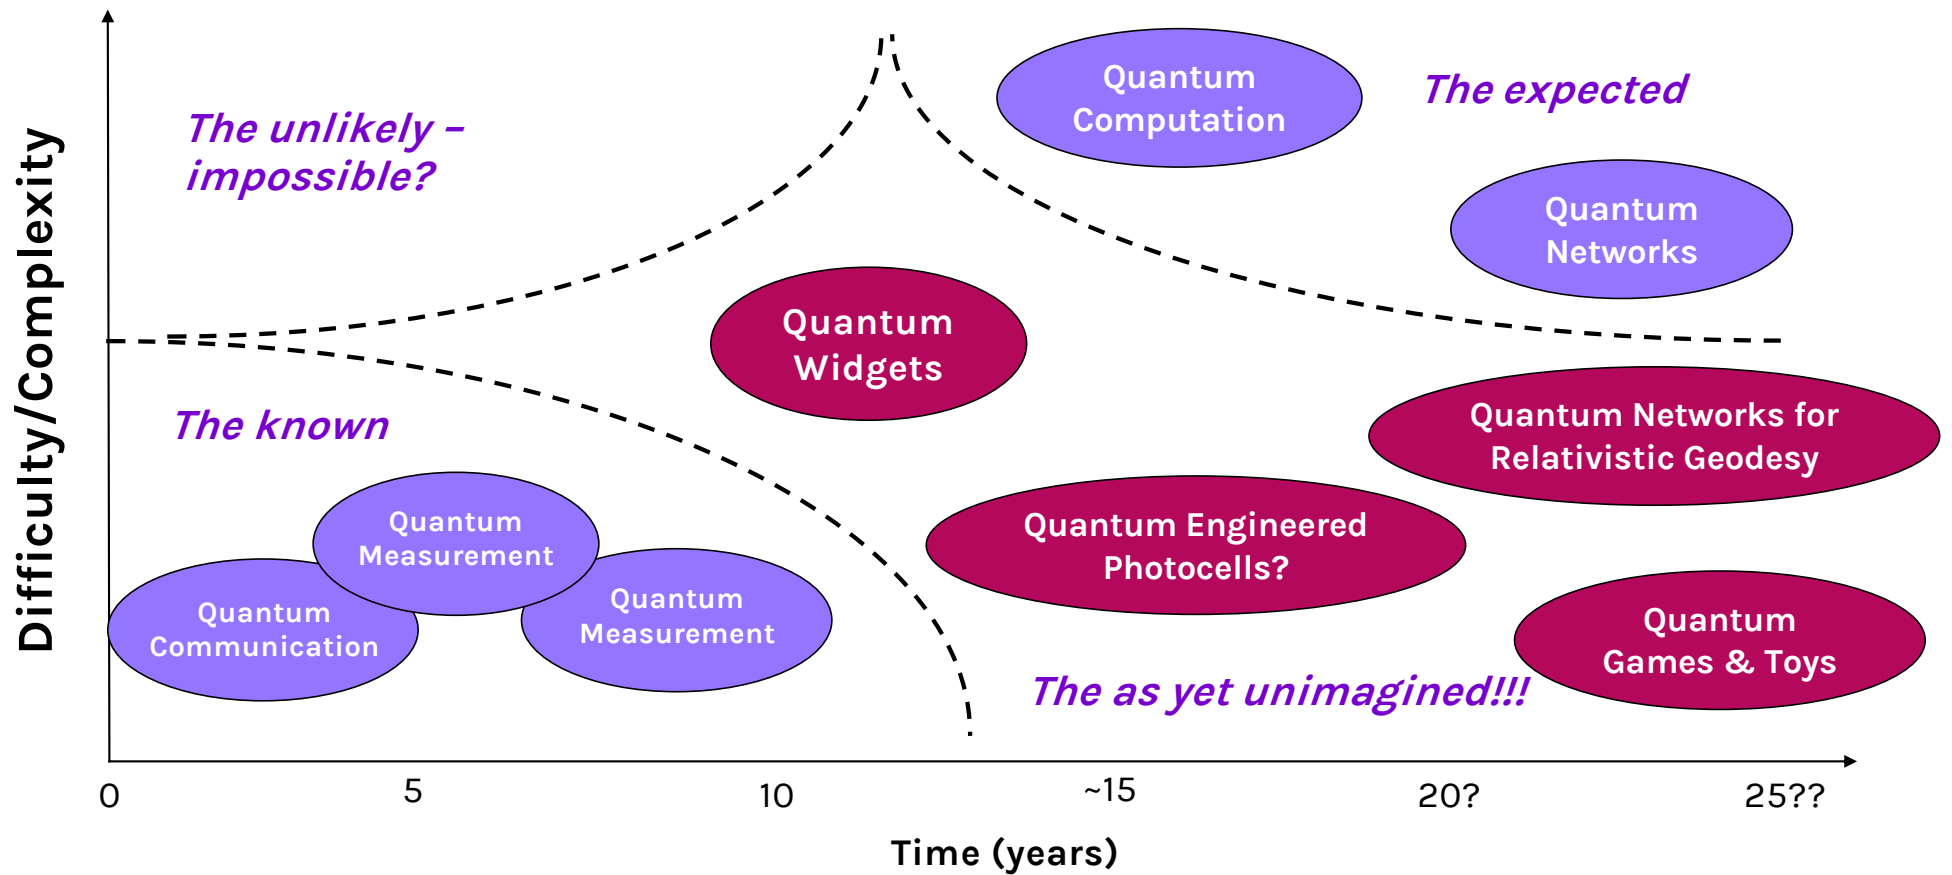 Difficulty/Complexity
The unlikely –
impossible?
Quantum
Computation
The expected
Quantum
Networks
Quantum
Widgets
The known
Quantum Networks for
Relativistic Geodesy
Quantum
Measurement
Quantum Engineered
Photocells?
Quantum
Communication
Quantum
Measurement
Quantum
Games & Toys
The as yet unimagined!!!
0
5
10
~15
20?
25??
Time (years)